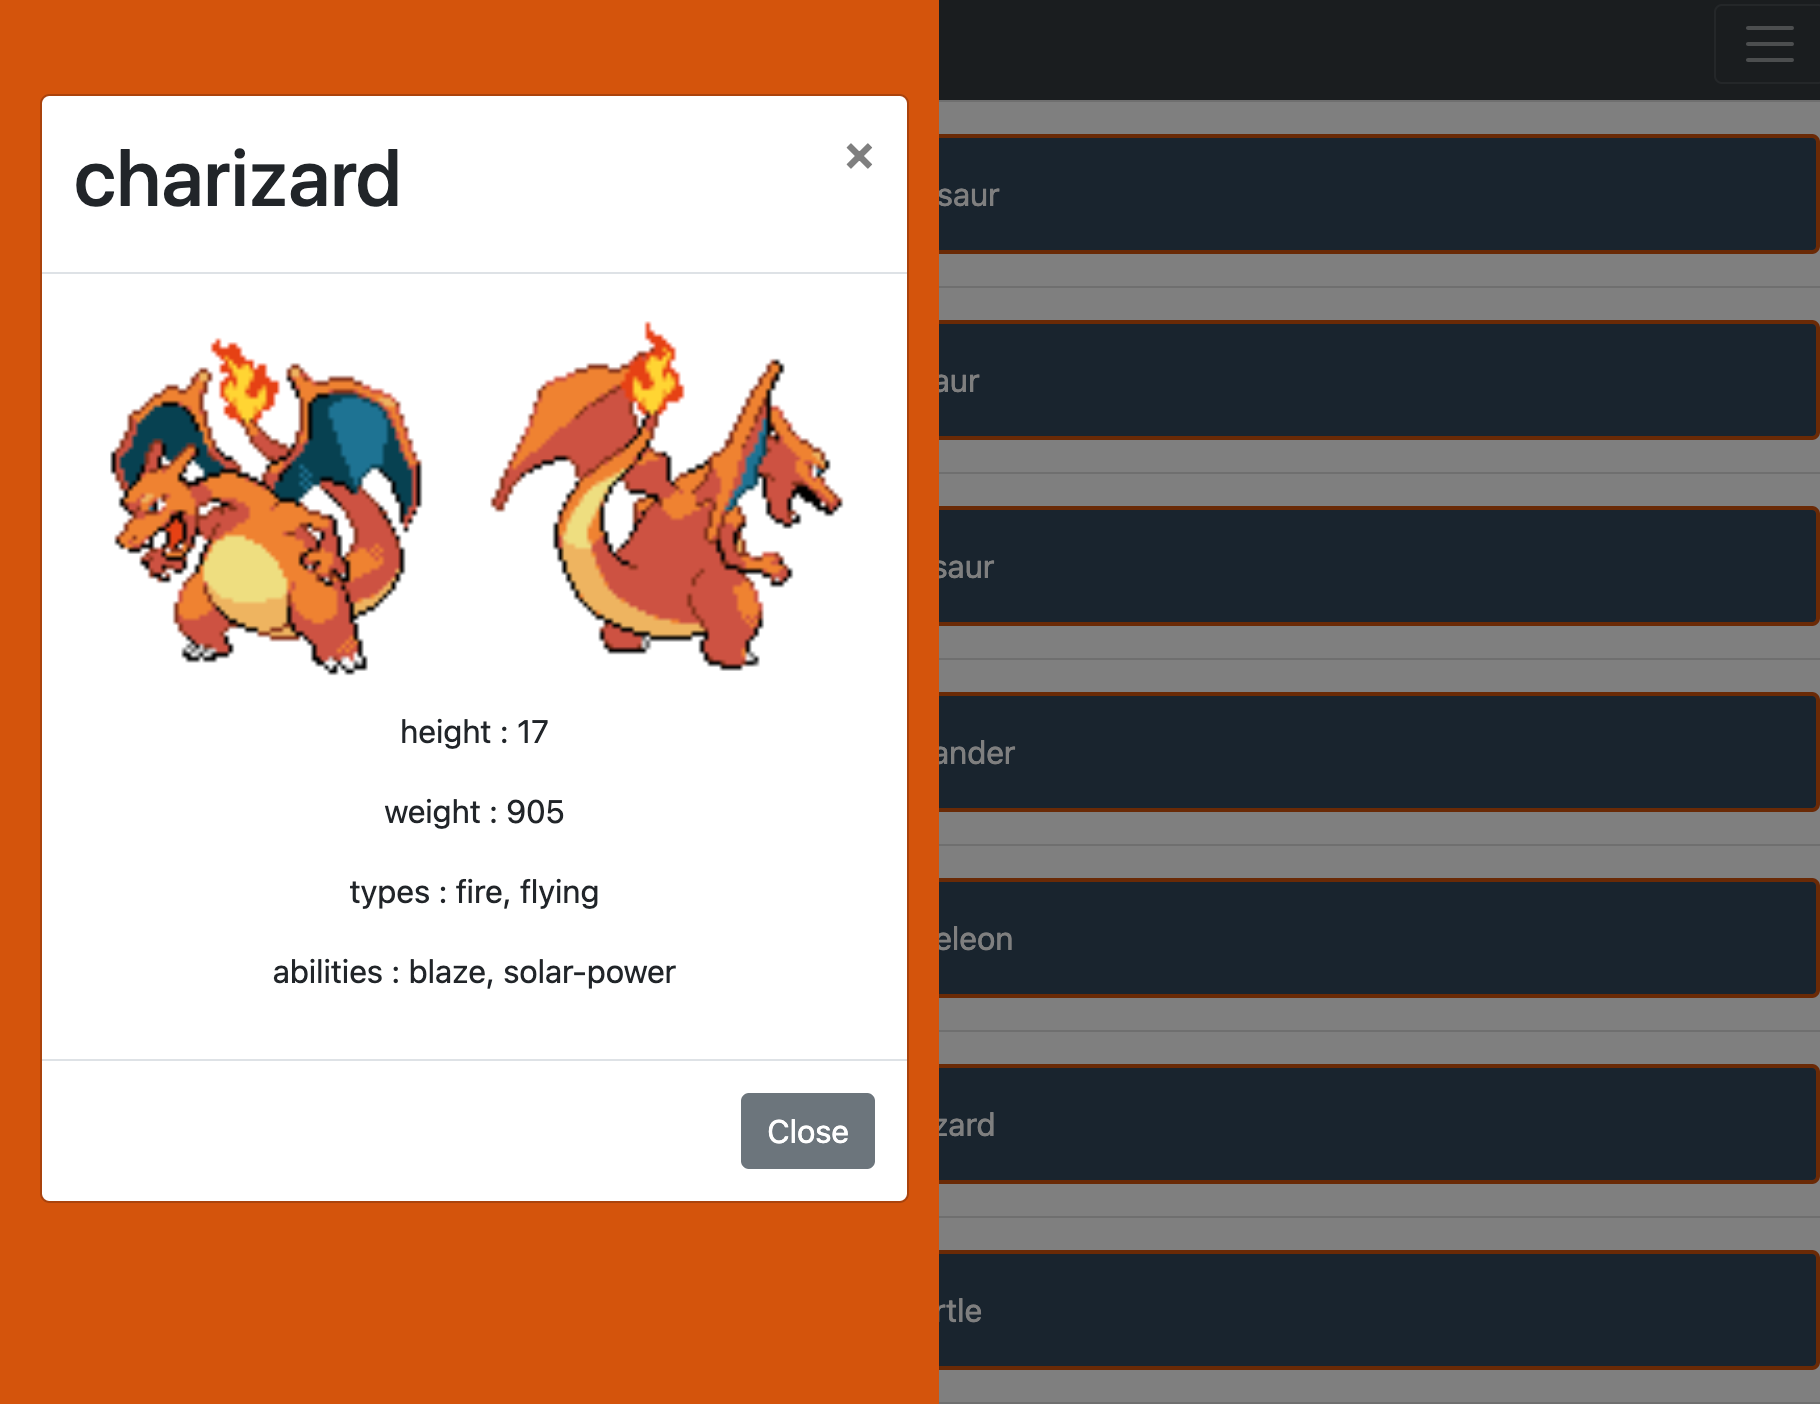 charizard
×
height : 17
weight : 905
types : fire, flying
abilities : blaze, solar-power
Close
saur
aur
saur
ander
eleon
zard
rtle